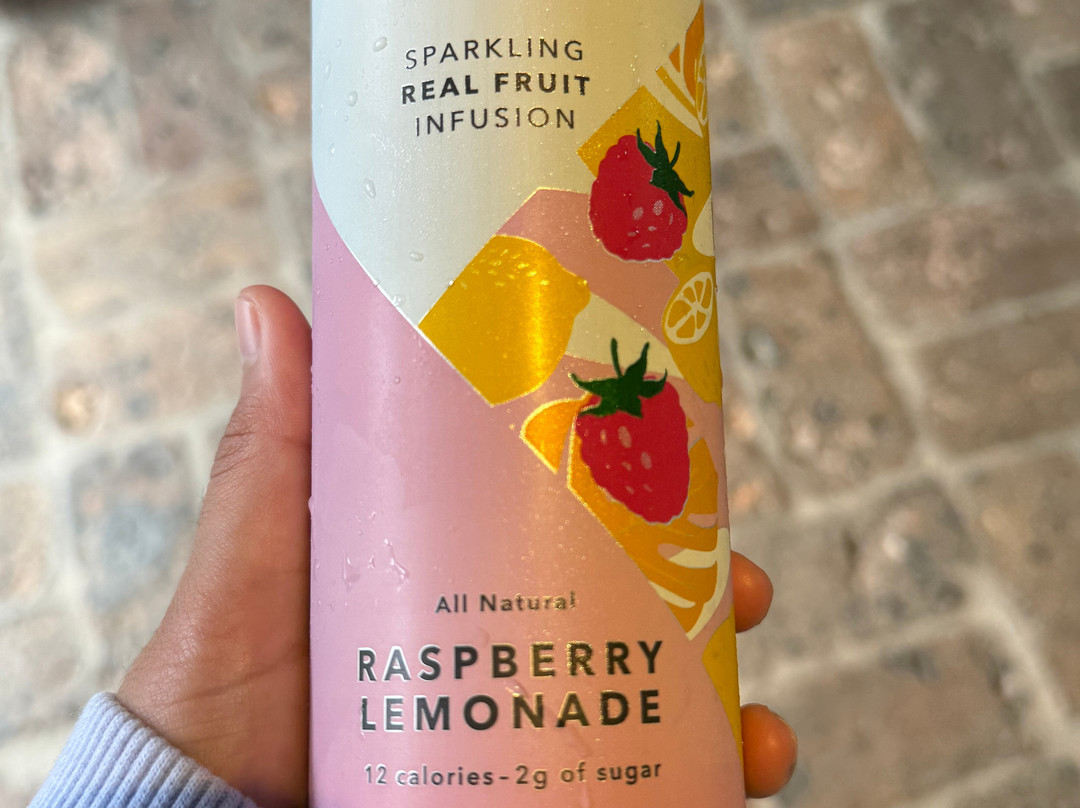 SPARKLING
REAL FRUIT
INFUSION
All Natural
RASPBERRY
LEMONADE
12 calories - 2g of sugar